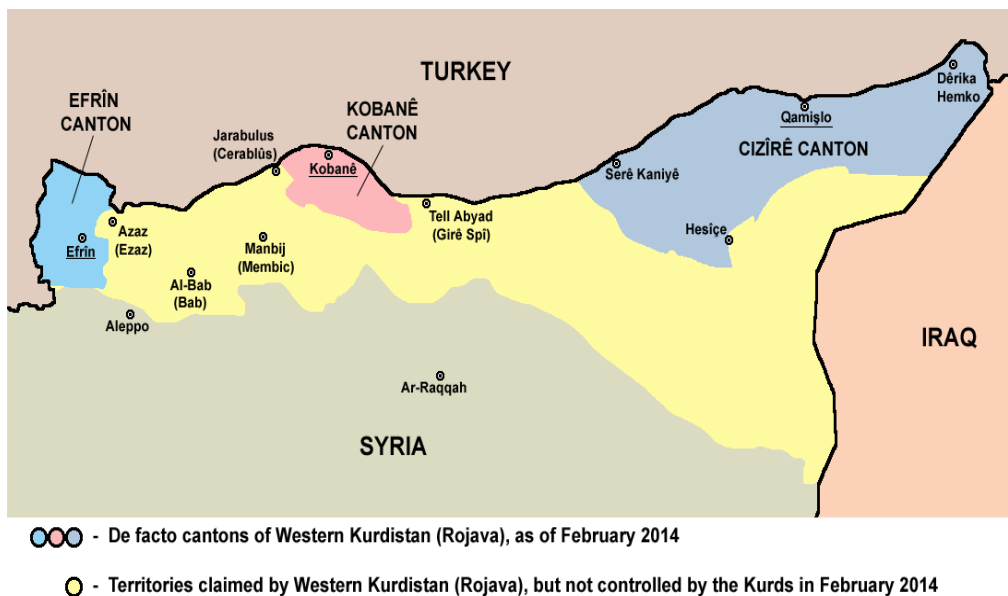 TURKEY
EFRÎN
CANTON
KOBANÊ
CANTON
Jarabulus
(Cerablûs)
Kobanê
Dêrika
Hemko
Qamişlo
CIZÎRÊ CANTON
Serê Kaniyê
Tell Abyad
(Girê Spî)
Azaz
(Ezaz)
Efrîn
Manbij
(Membic)
Hesîçe
Al-Bab
(Bab)
Aleppo
IRAQ
Ar-Raqqah
SYRIA
- De facto cantons of Western Kurdistan (Rojava), as of February 2014
- Territories claimed by Western Kurdistan (Rojava), but not controlled by the Kurds in February 2014